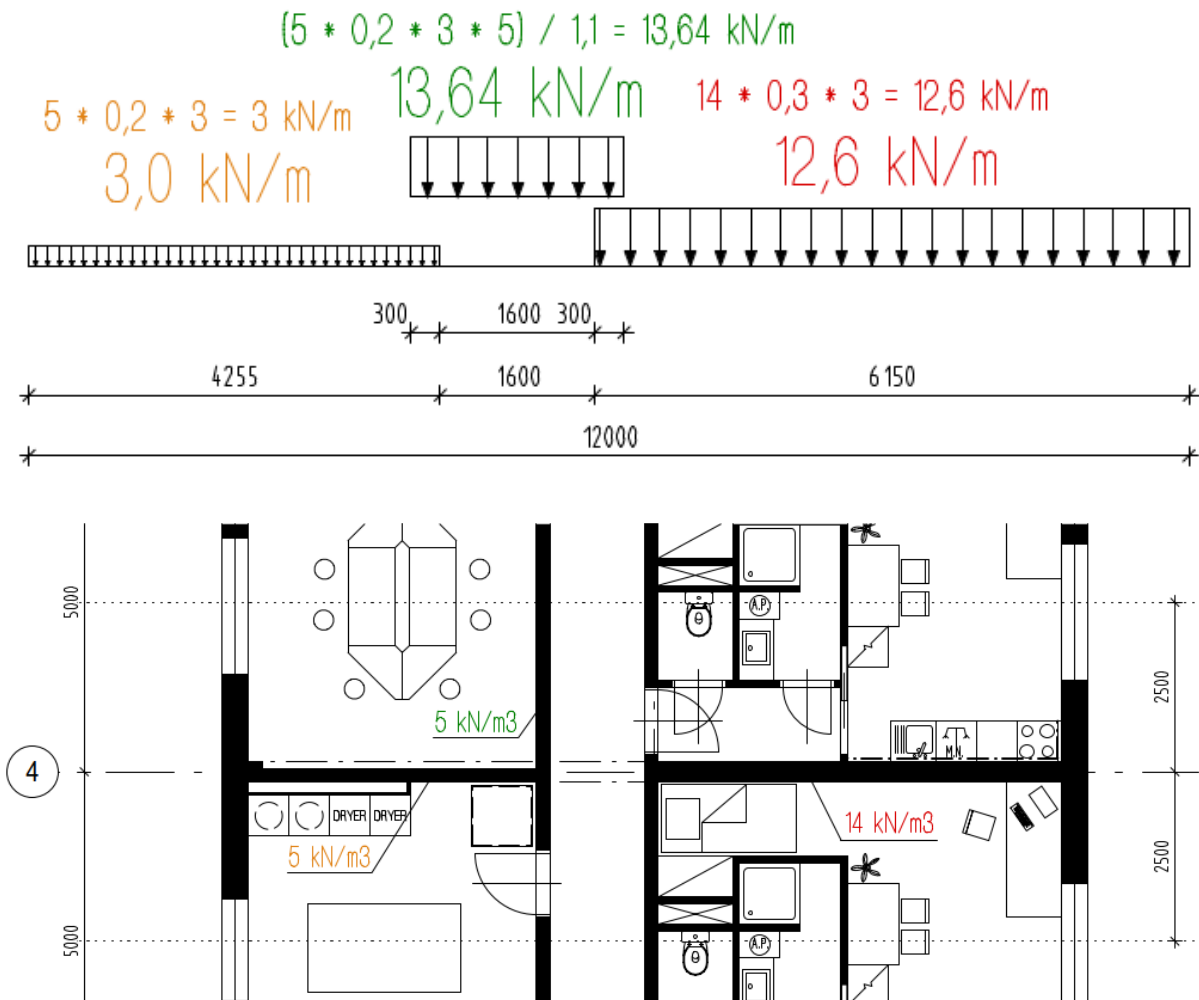 (5 * 0,2 * 3 * 5) / 1,1 = 13,64 kN/m
13,64 kN/m
5 * 0,2 * 3 = 3 kN/m
3,0 kN/m
14 * 0,3 * 3 = 12,6 kN/m
12,6 kN/m
300 1600 300
4255 1600 6150
12000
5000
A.P.
2500
5 kN/m3
M.N.
4
DRYER DRYER
14 kN/m3
5 kN/m3
2500
5000
A.P.